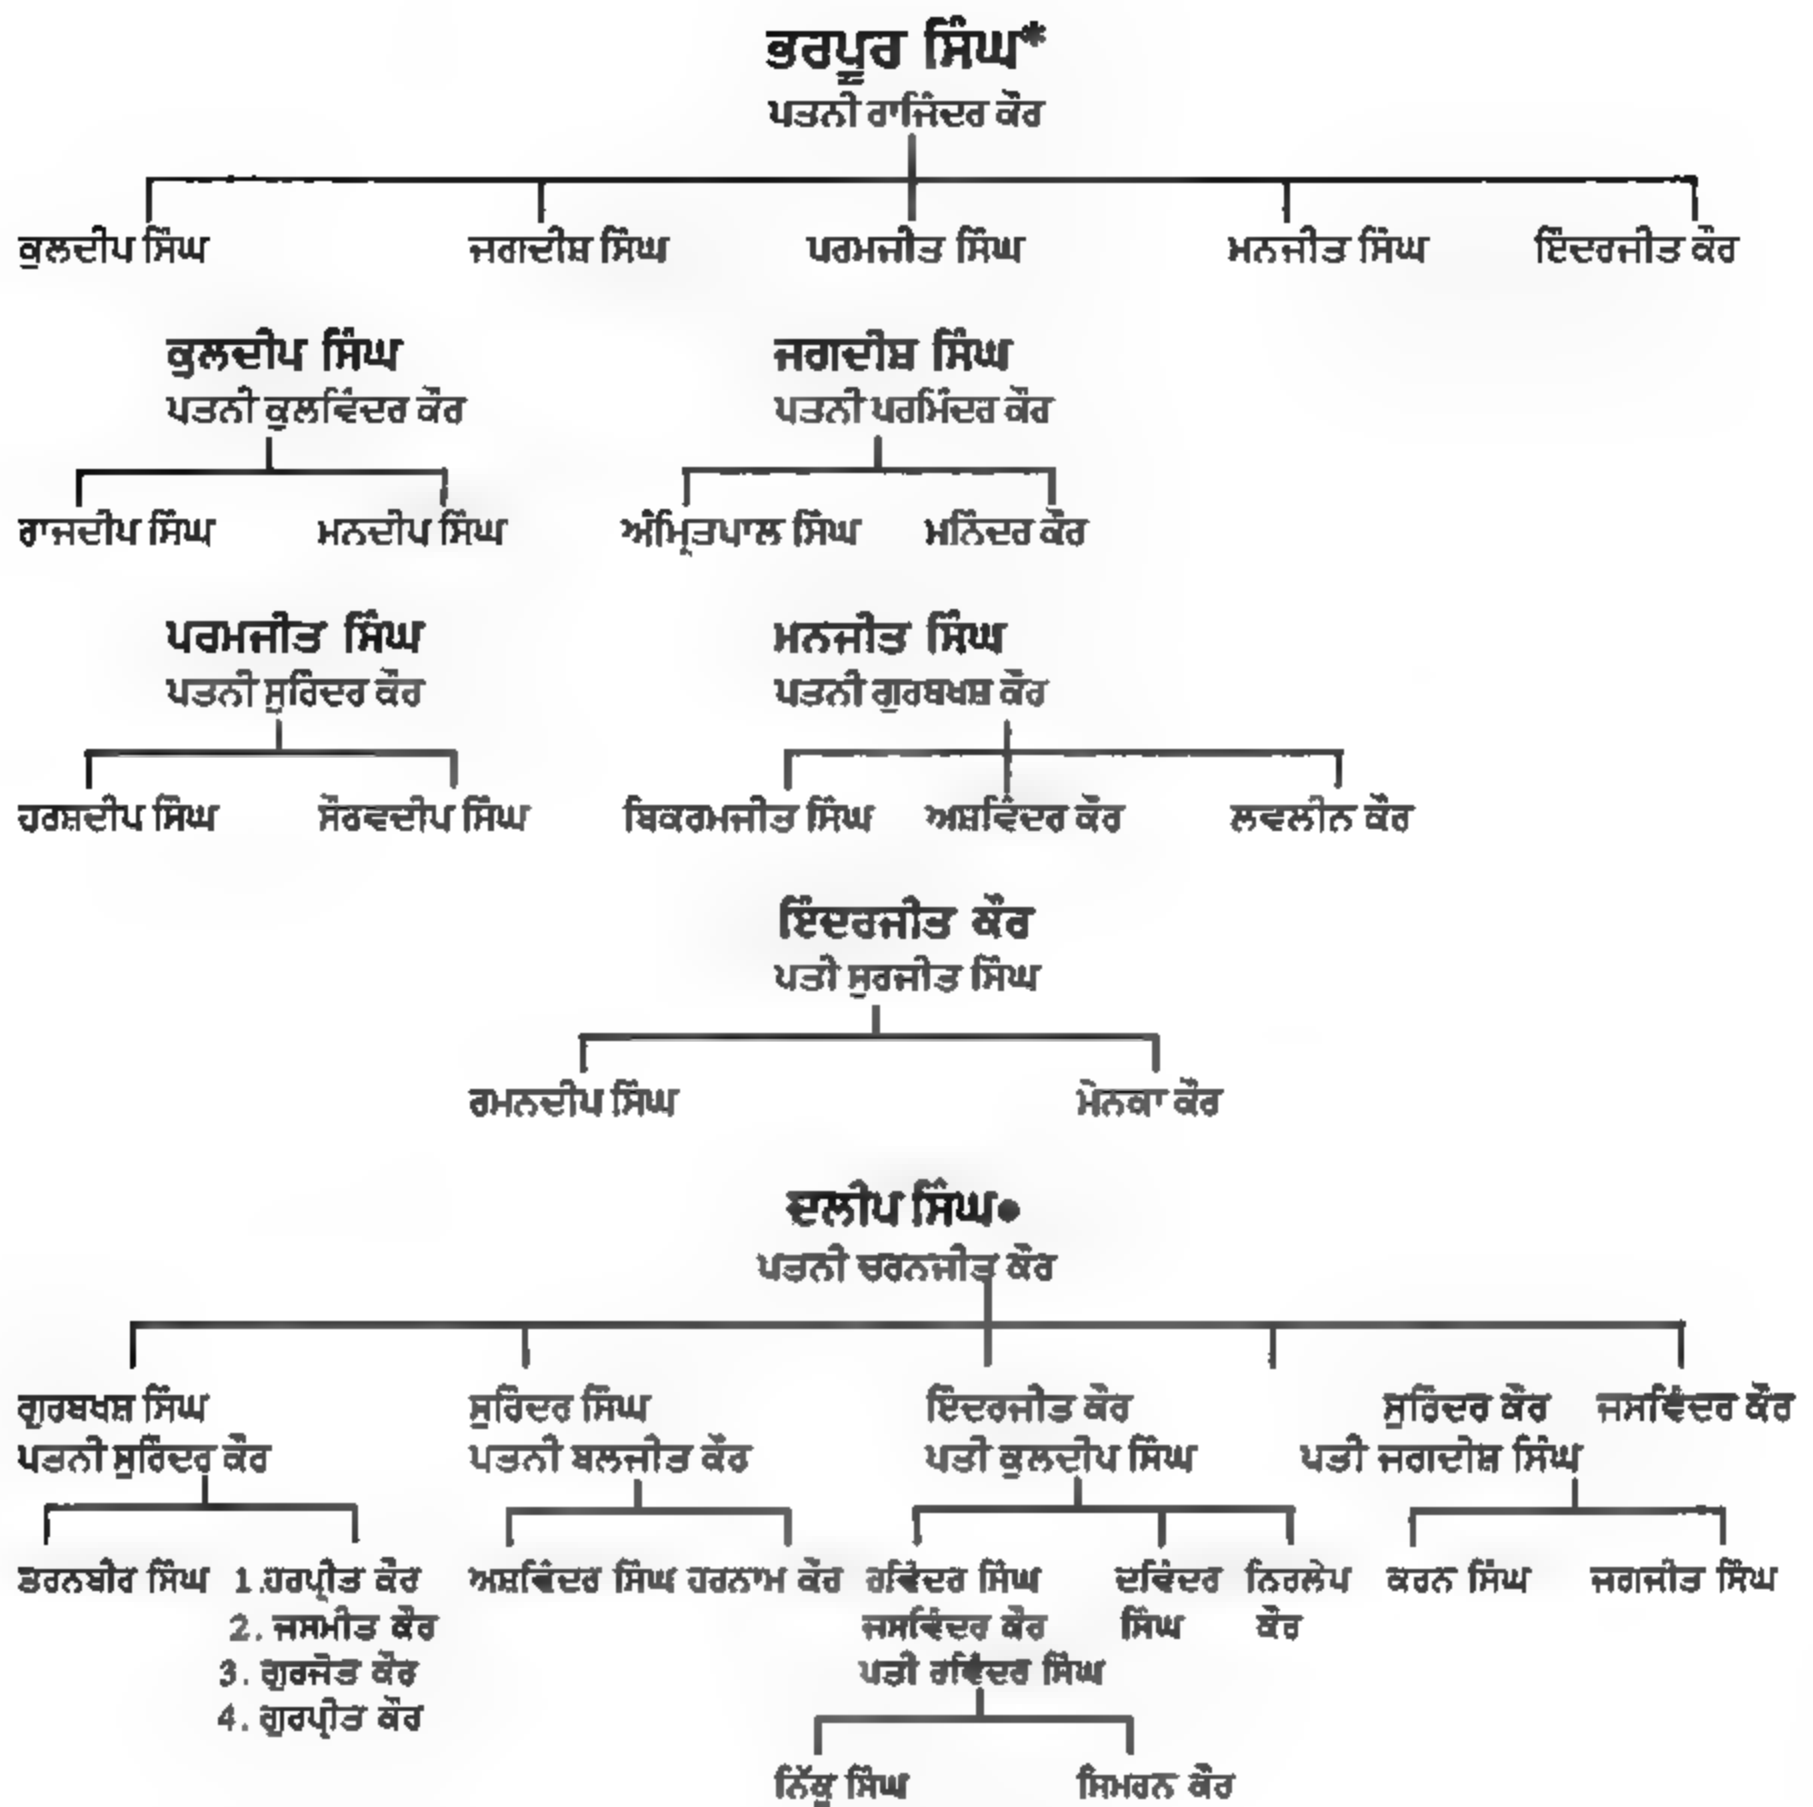 ਭਰਪੂਰ ਸਿੰਘ*
ਪਤਨੀ ਰਾਜਿੰਦਰ ਕੌਰ
ਕੁਲਦੀਪ ਸਿੰਘ ਜਗਦੀਸ਼ ਸਿੰਘ ਪਰਮਜੀਤ ਸਿੰਘ ਮਨਜੀਤ ਸਿੰਘ ਇੰਦਰਜੀਤ ਕੌਰ
ਕੁਲਦੀਪ ਸਿੰਘ ਜਗਦੀਸ਼ ਸਿੰਘ
ਪਤਨੀ ਕੁਲਵਿੰਦਰ ਕੌਰ ਪਤਨੀ ਪਰਮਿੰਦਰ ਕੌਰ
ਰਾਜਦੀਪ ਸਿੰਘ ਮਨਦੀਪ ਸਿੰਘ ਅੰਮ੍ਰਿਤਪਾਲ ਸਿੰਘ ਮਨਿੰਦਰ ਕੌਰ
ਪਰਮਜੀਤ ਸਿੰਘ ਮਨਜੀਤ ਸਿੰਘ
ਪਤਨੀ ਸੁਰਿੰਦਰ ਕੌਰ ਪਤਨੀ ਗੁਰਬਖਸ਼ ਕੌਰ
ਹਰਸ਼ਦੀਪ ਸਿੰਘ ਸੌਰਵਦੀਪ ਸਿੰਘ ਬਿਕਰਮਜੀਤ ਸਿੰਘ ਅਸ਼ਵਿੰਦਰ ਕੌਰ ਲਵਲੀਨ ਕੌਰ
ਇੰਦਰਜੀਤ ਕੌਰ
ਪਤੀ ਸੁਰਜੀਤ ਸਿੰਘ
ਰਮਨਦੀਪ ਸਿੰਘ ਮੋਨਕਾ ਕੌਰ
ਦਲੀਪ ਸਿੰਘ●
ਪਤਨੀ ਚਰਨਜੀਤ ਕੌਰ
ਗੁਰਬਖਸ਼ ਸਿੰਘ ਸੁਰਿੰਦਰ ਸਿੰਘ ਇੰਦਰਜੀਤ ਕੌਰ ਸੁਰਿੰਦਰ ਕੌਰ ਜਸਵਿੰਦਰ ਕੌਰ
ਪਤਨੀ ਸੁਰਿੰਦਰ ਕੌਰ ਪਤਨੀ ਬਲਜੀਤ ਕੌਰ ਪਤੀ ਕੁਲਦੀਪ ਸਿੰਘ ਪਤੀ ਜਗਦੀਸ਼ ਸਿੰਘ
ਤਰਨਬੀਰ ਸਿੰਘ 1.ਹਰਪ੍ਰੀਤ ਕੌਰ ਅਸ਼ਵਿੰਦਰ ਸਿੰਘ ਹਰਨਾਮ ਕੌਰ ਰਵਿੰਦਰ ਸਿੰਘ ਦਵਿੰਦਰ ਨਿਰਲੇਪ ਕਰਨ ਸਿੰਘ ਜਗਜੀਤ ਸਿੰਘ
2. ਜਸਮੀਤ ਕੌਰ ਜਸਵਿੰਦਰ ਕੌਰ ਸਿੰਘ ਕੌਰ
3. ਗੁਰਜੋਤ ਕੌਰ ਪਤੀ ਰਵਿੰਦਰ ਸਿੰਘ
4. ਗੁਰਪ੍ਰੀਤ ਕੌਰ
ਨਿੱਕੂ ਸਿੰਘ ਸਿਮਰਨ ਕੌਰ